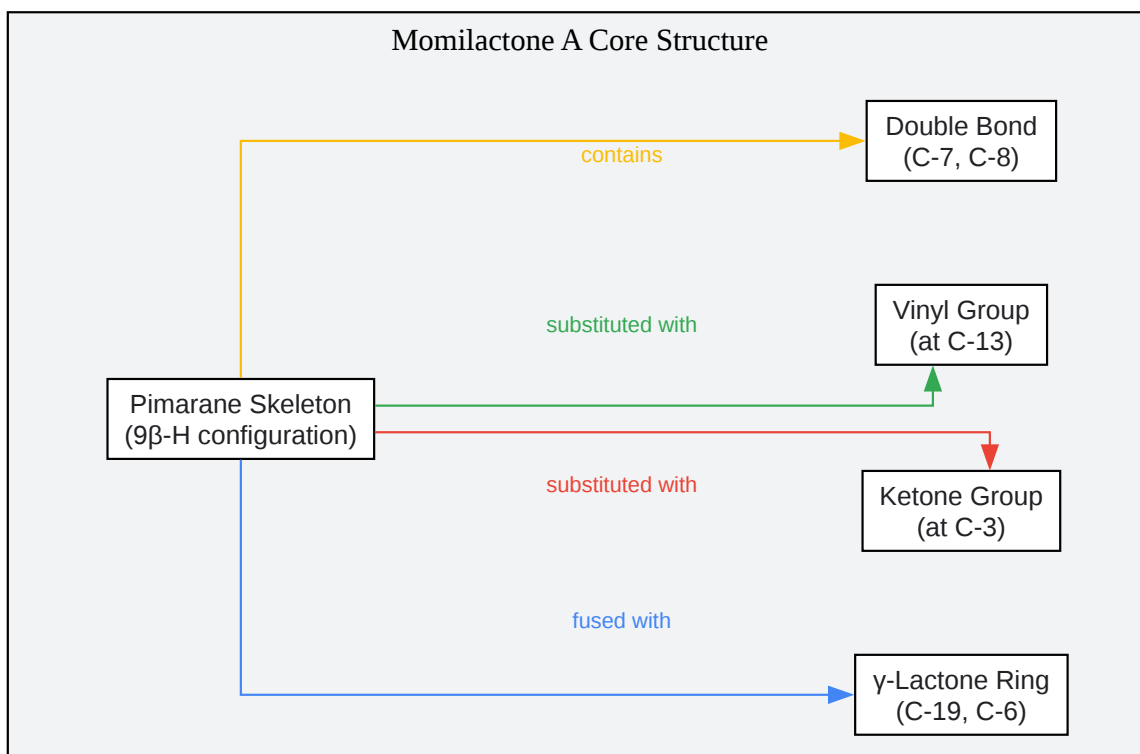 Momilactone A Core Structure
Double Bond
(C-7, C-8)
contains
Vinyl Group
(at C-13)
substituted with
Pimarane Skeleton
(9β-H configuration)
substituted with
Ketone Group
(at C-3)
fused with
γ-Lactone Ring
(C-19, C-6)